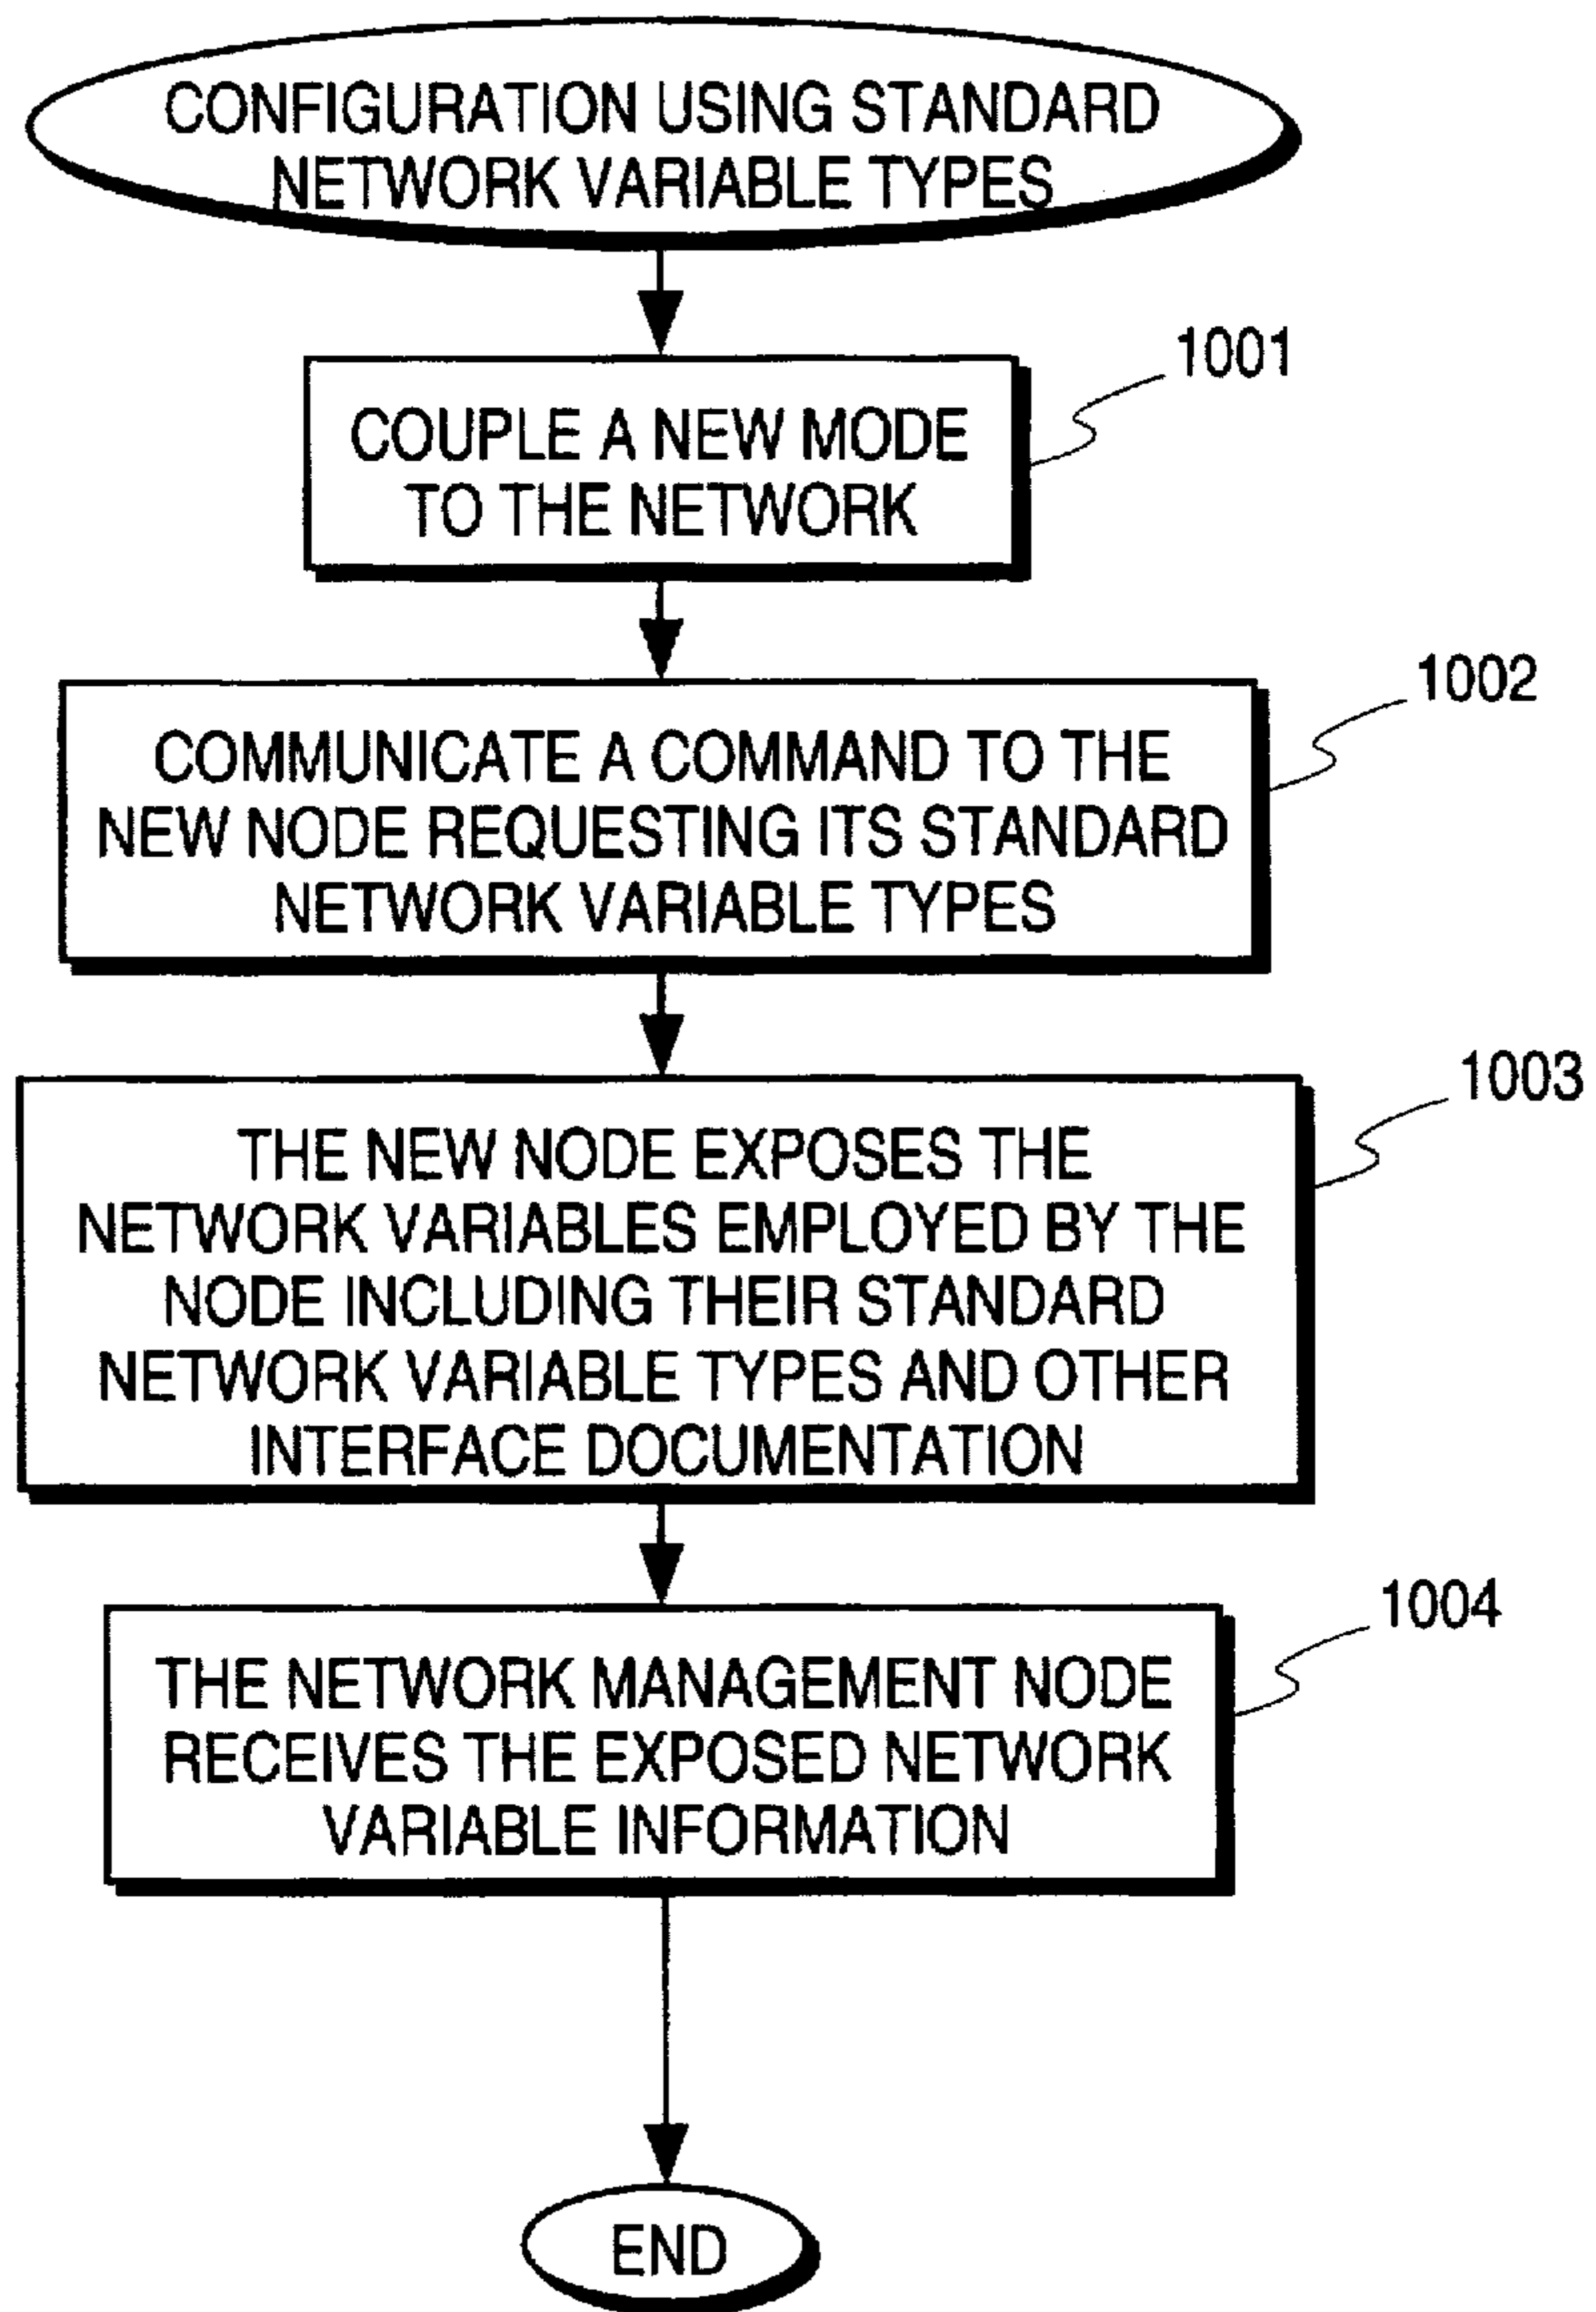 CONFIGURATION USING STANDARD
NETWORK VARIABLE TYPES
1001
COUPLE A NEW MODE
TO THE NETWORK
1002
COMMUNICATE A COMMAND TO THE
NEW NODE REQUESTING ITS STANDARD
NETWORK VARIABLE TYPES
1003
THE NEW NODE EXPOSES THE
NETWORK VARIABLES EMPLOYED BY THE
NODE INCLUDING THEIR STANDARD
NETWORK VARIABLE TYPES AND OTHER
INTERFACE DOCUMENTATION
1004
THE NETWORK MANAGEMENT NODE
RECEIVES THE EXPOSED NETWORK
VARIABLE INFORMATION
END